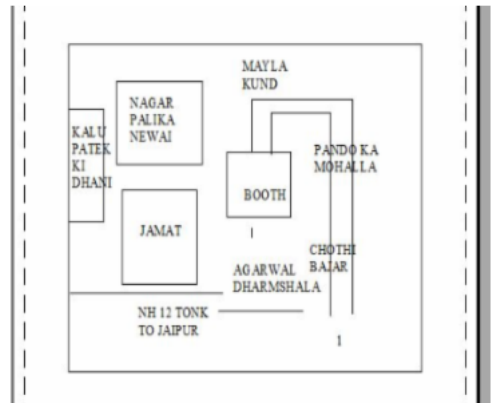 MAYLA
KUND
NAGAR
PALIKA
NEWAI
KALU
PATEK
KI
DHANI
PANDO KA
MOHALLA
BOOTH
JAMAT
CHOTHI
BAJAR
AGARWAL
DHARMSHALA
NH 12 TONK
TO JAIPUR
1